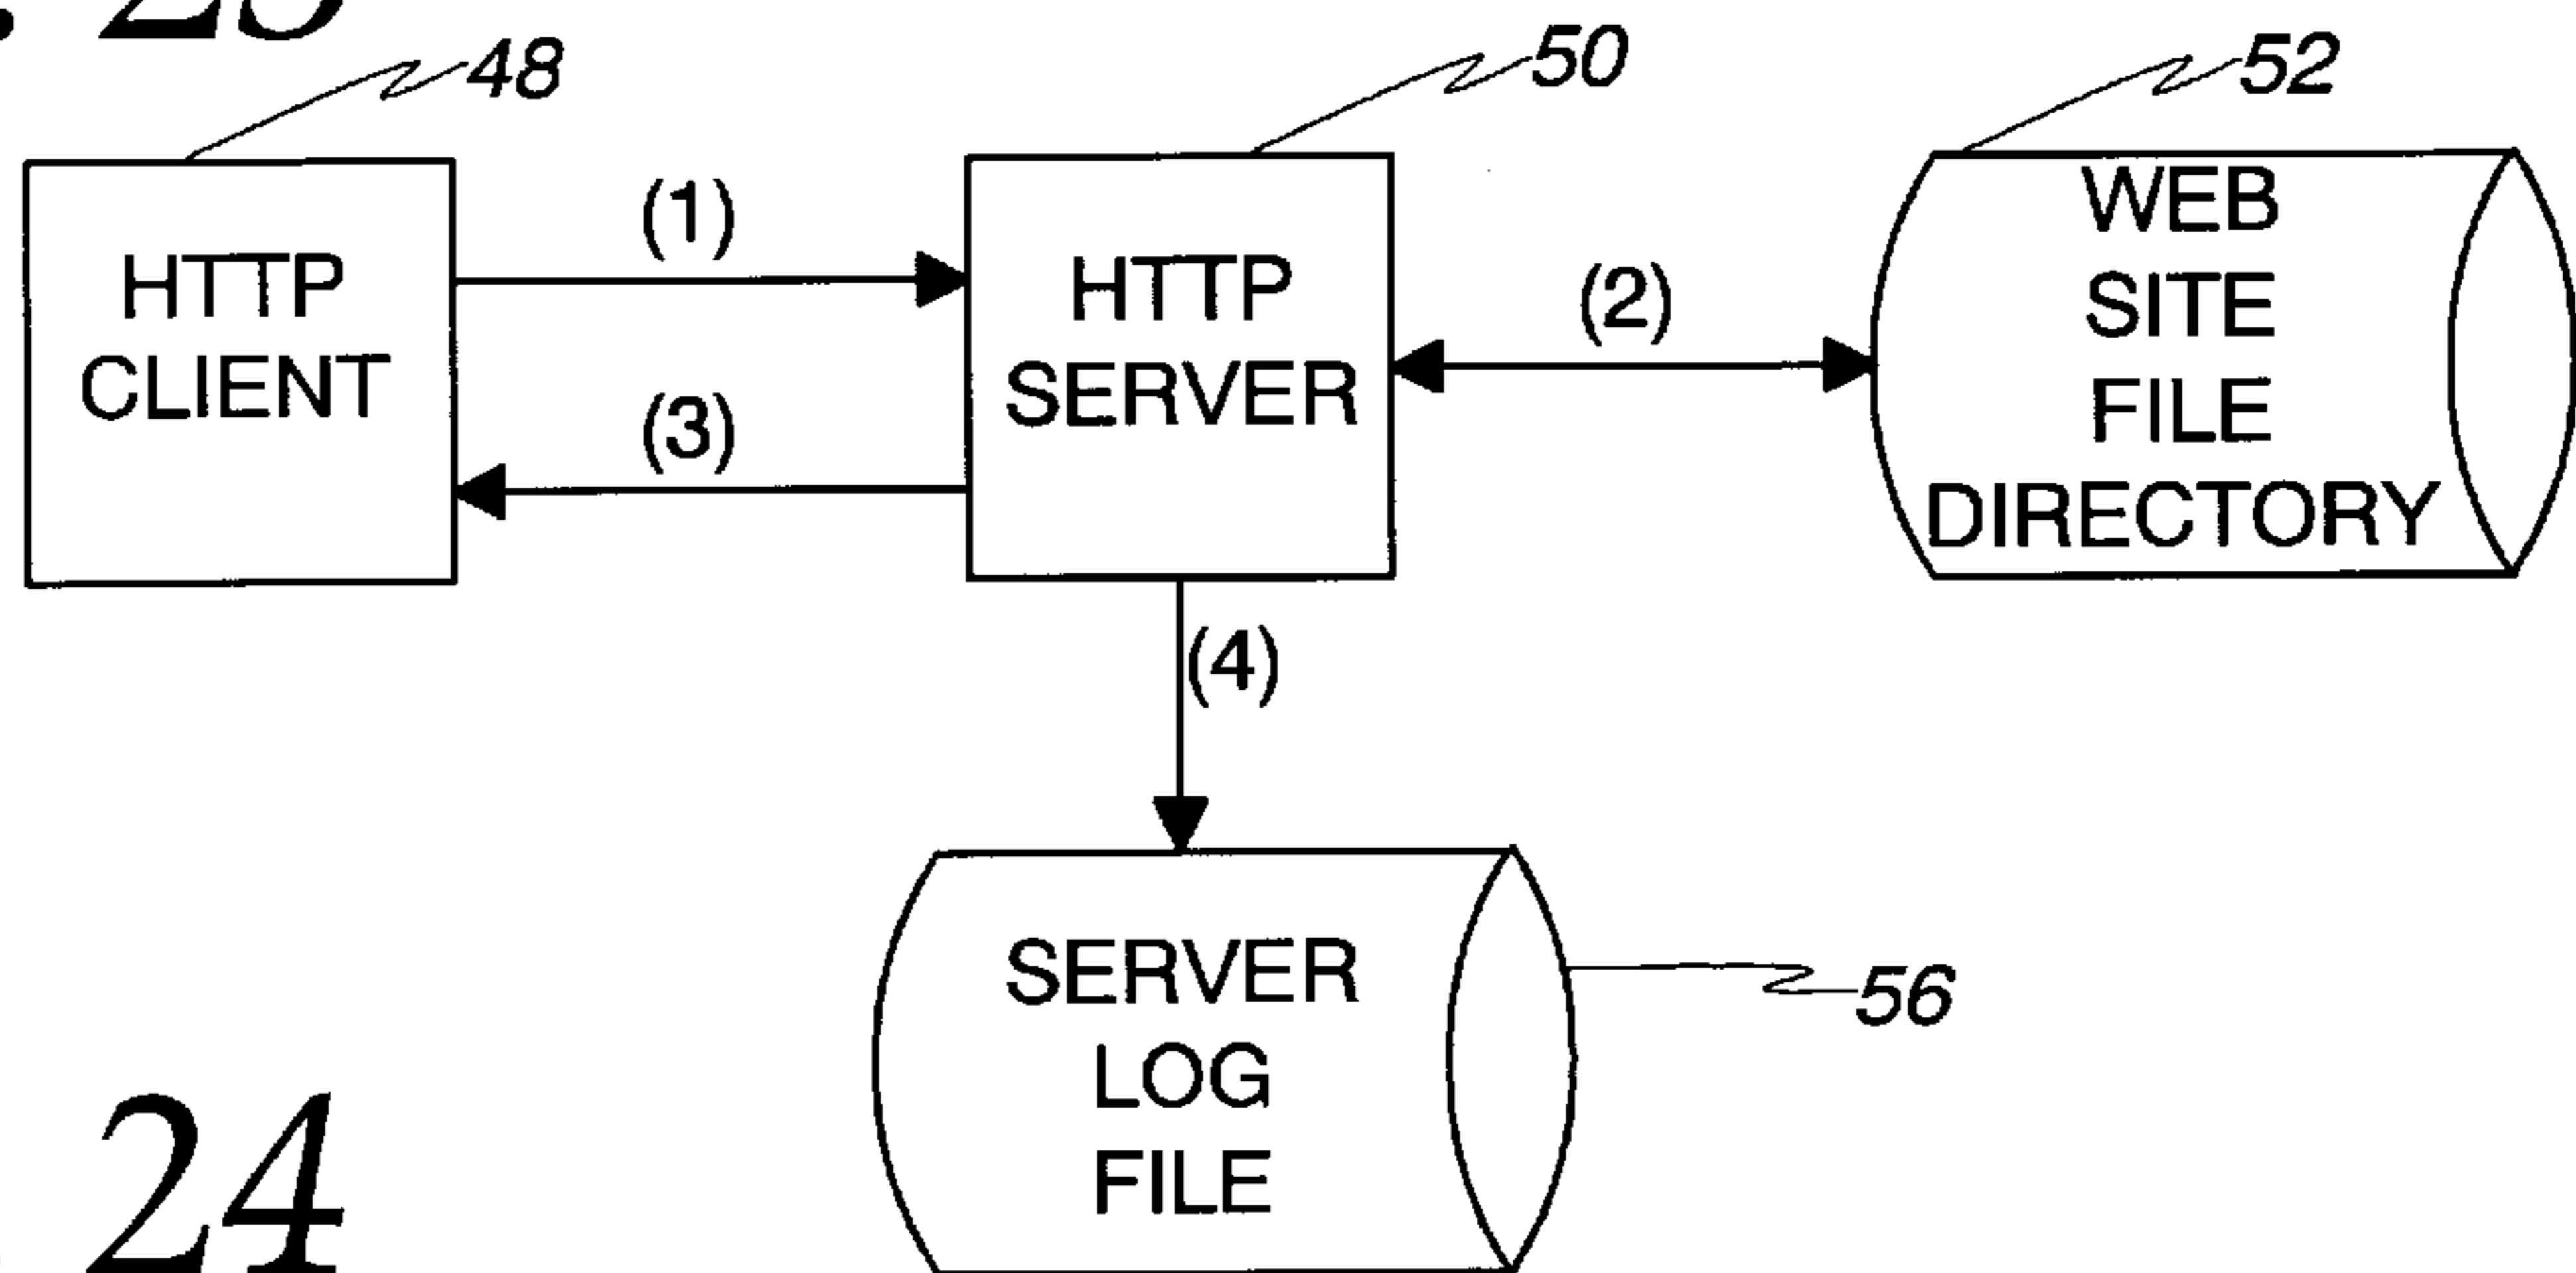 48
50
52
HTTP
CLIENT
(1)
(3)
HTTP
SERVER
(2)
WEB
SITE
FILE
DIRECTORY
(4)
SERVER
LOG
FILE
56
24